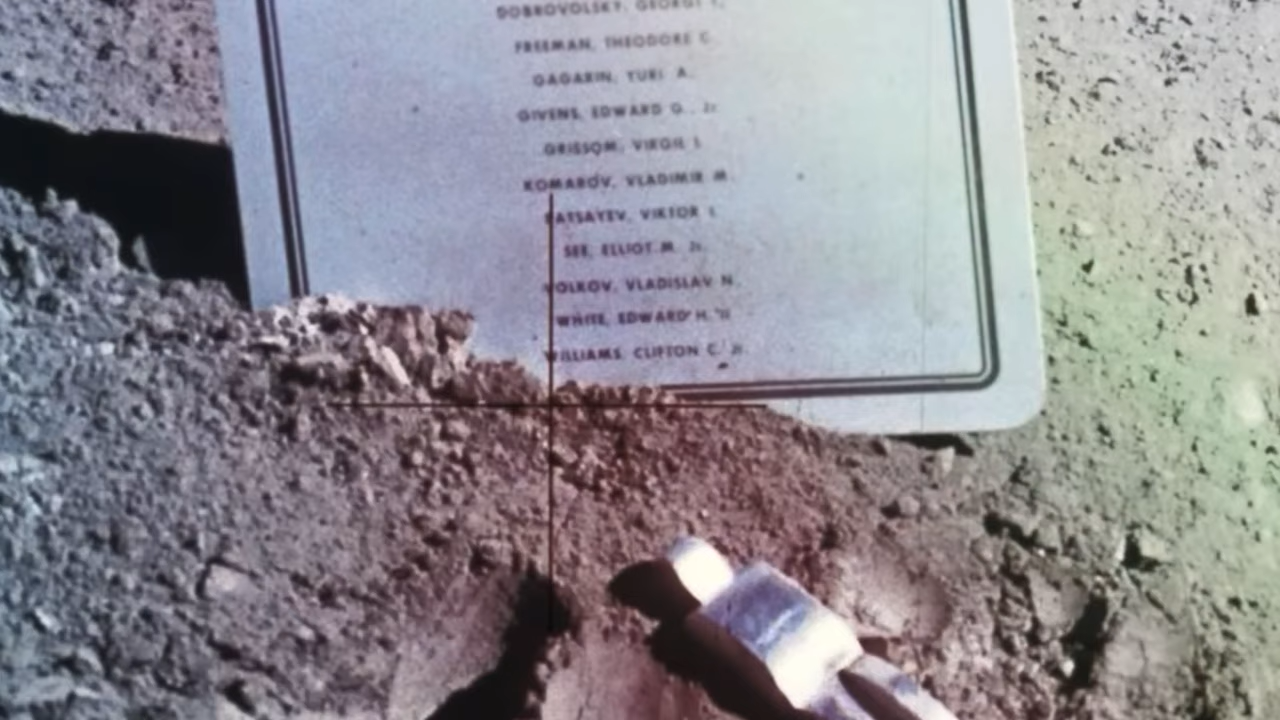 DOBROVOLSKY, GEORGI T.
FREEMAN, THEODORE C.
GAGARIN, YURI A.
GIVENS, EDWARD G., Jr.
GRISSOM, VIRGIL I.
KOMAROV, VLADIMIR M.
PATSAYEV, VIKTOR I.
SEE, ELLIOT M. Jr.
VOLKOV, VLADISLAV N.
WHITE, EDWARD H. II
WILLIAMS, CLIFTON C. Jr.